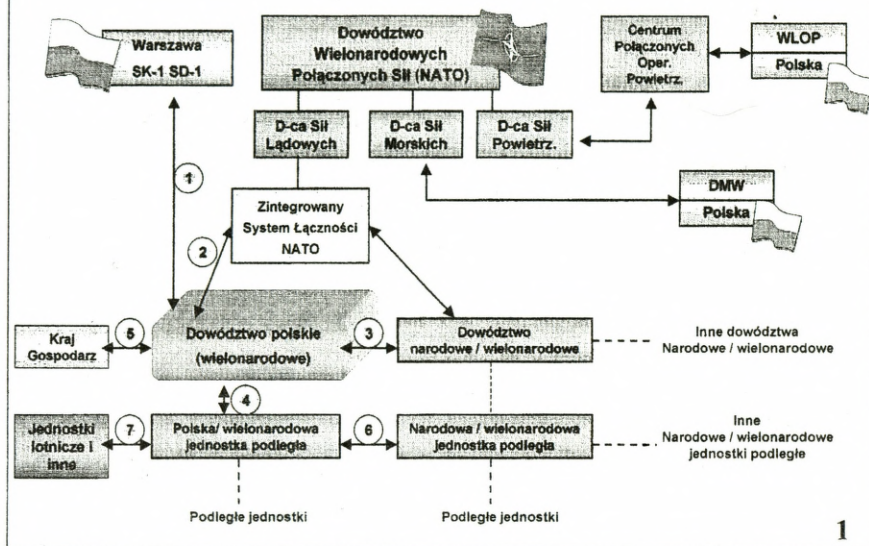 Warszawa
SK-1 SD-1
Dowództwo
Wielonarodowych
Połączonych Sił (NATO)
Centrum
Połączonych
Oper.
Powietrz.
WLOP
Polska
D-ca Sił
Lądowych
D-ca Sił
Morskich
D-ca Sił
Powietrz.
DMW
Polska
1
Zintegrowany
System Łączności
NATO
2
Kraj
Gospodarz
5
Dowództwo polskie
(wielonarodowe)
3
Dowództwo
narodowe / wielonarodowe
Inne dowództwa
Narodowe / wielonarodowe
4
Jednostki
lotnicze i
inne
7
Polska/ wielonarodowa
jednostka podległa
6
Narodowa / wielonarodowa
jednostka podległa
Inne
Narodowe / wielonarodowe
jednostki podległe
Podległe jednostki
Podległe jednostki
1